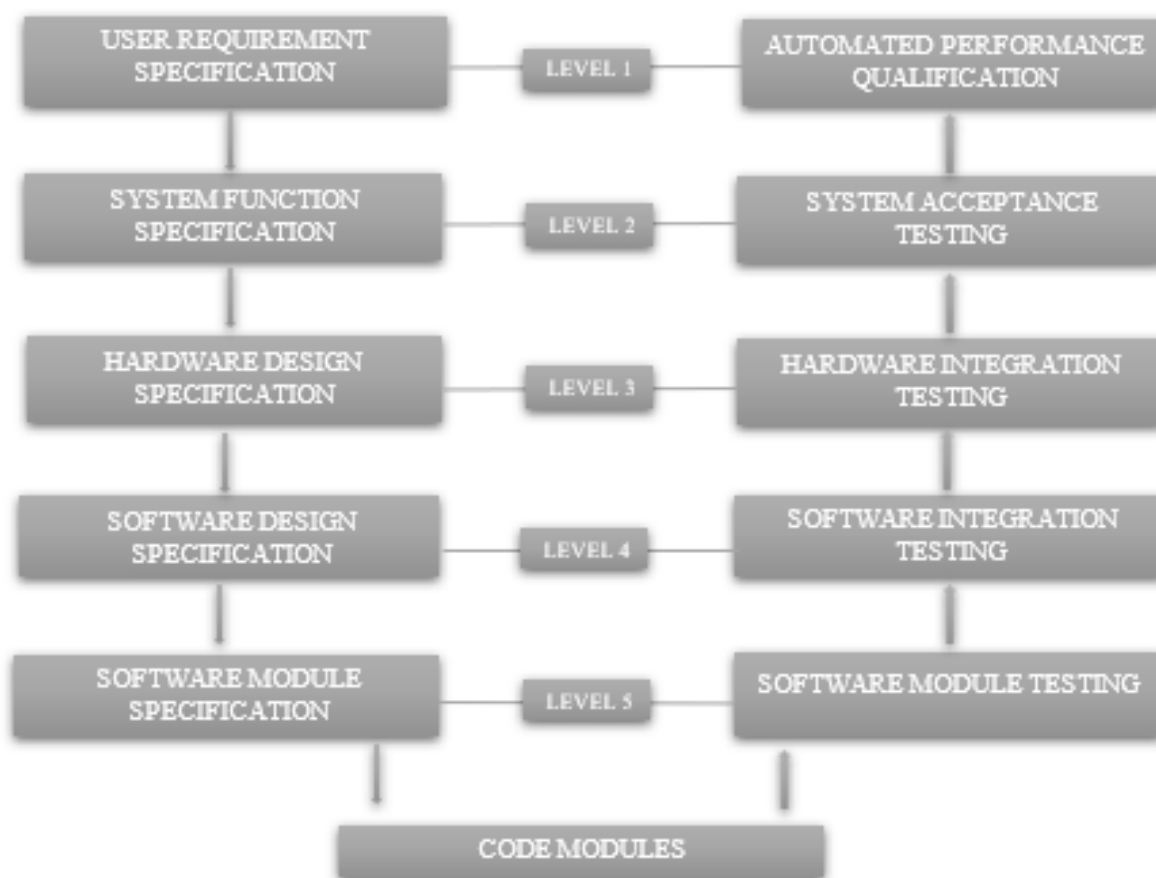 USER REQUIREMENT
SPECIFICATION
LEVEL 1
AUTOMATED PERFORMANCE
QUALIFICATION
SYSTEM FUNCTION
SPECIFICATION
LEVEL 2
SYSTEM ACCEPTANCE
TESTING
HARDWARE DESIGN
SPECIFICATION
LEVEL 3
HARDWARE INTEGRATION
TESTING
SOFTWARE DESIGN
SPECIFICATION
LEVEL 4
SOFTWARE INTEGRATION
TESTING
SOFTWARE MODULE
SPECIFICATION
LEVEL 5
SOFTWARE MODULE TESTING
CODE MODULES